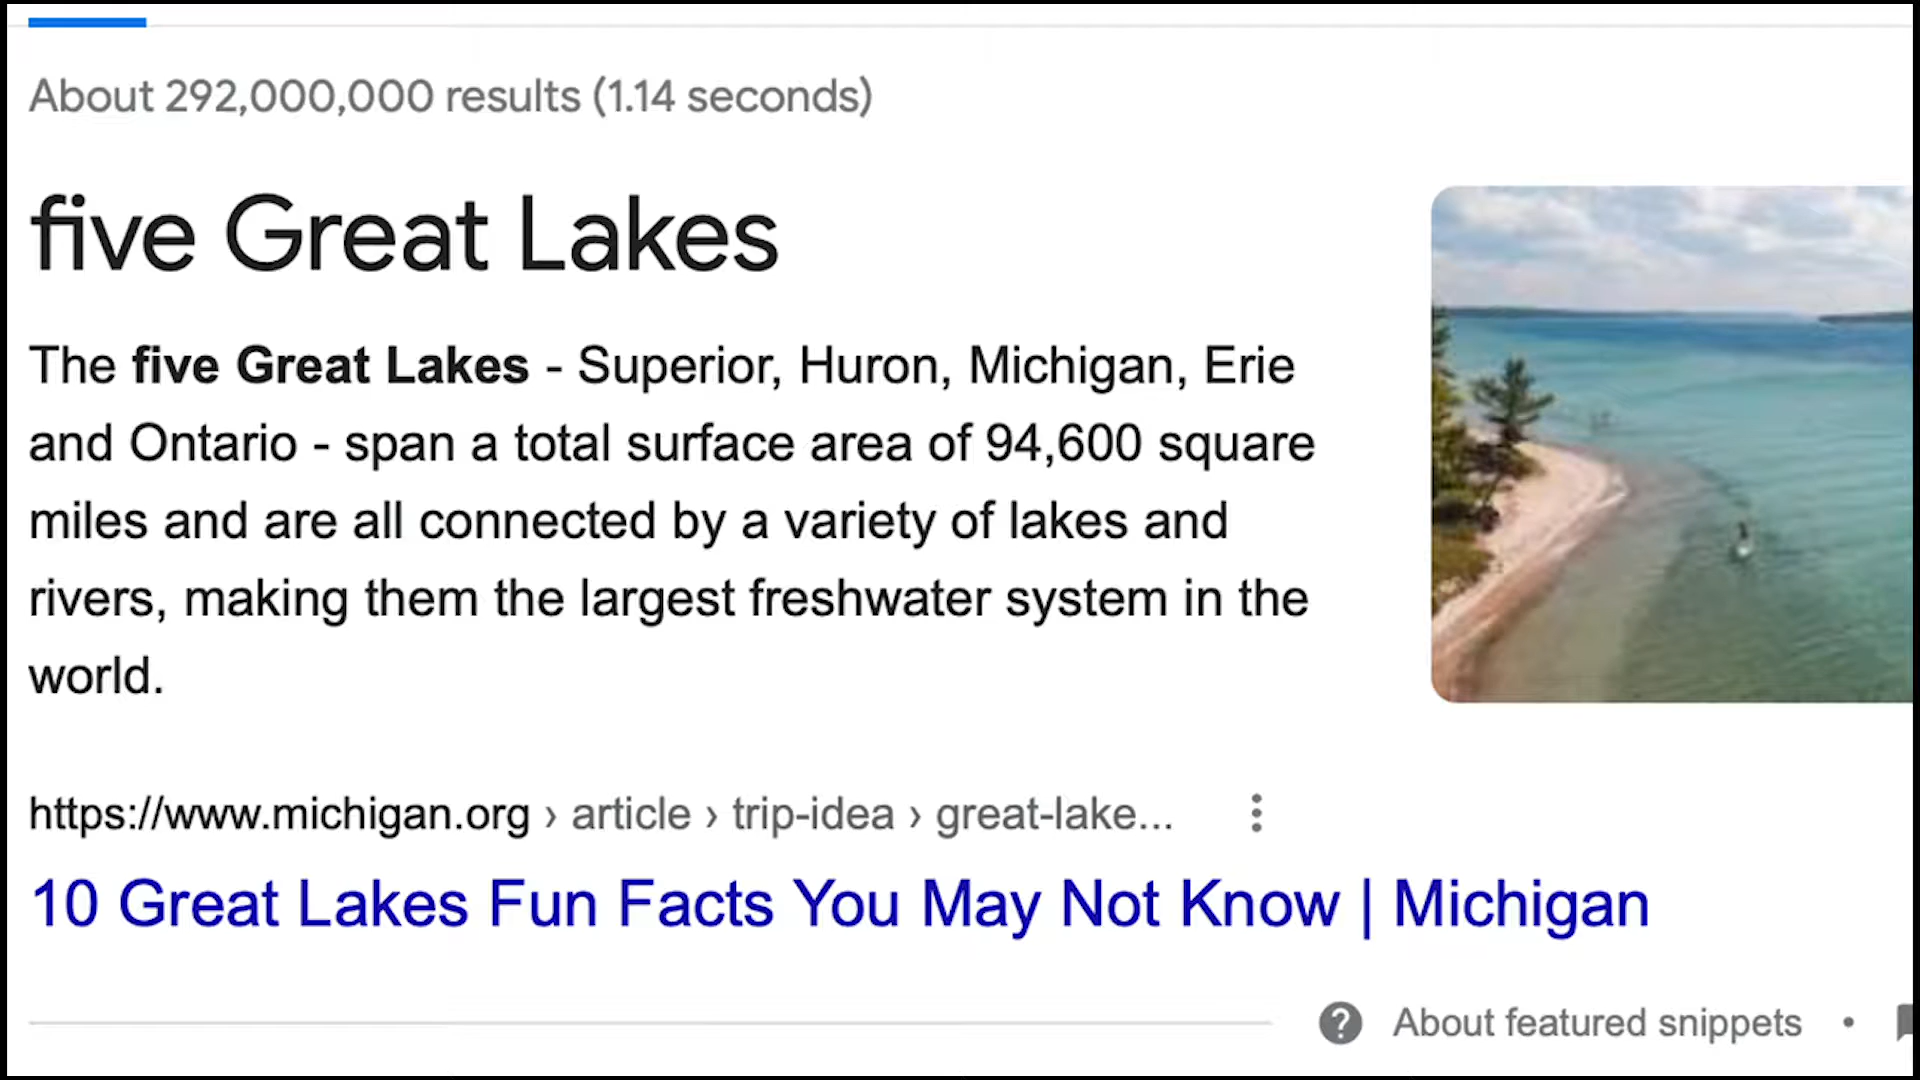 About 292,000,000 results (1.14 seconds)
five Great Lakes
The five Great Lakes - Superior, Huron, Michigan, Erie
and Ontario - span a total surface area of 94,600 square
miles and are all connected by a variety of lakes and
rivers, making them the largest freshwater system in the
world.
https://www.michigan.org › article › trip-idea › great-lake...
10 Great Lakes Fun Facts You May Not Know | Michigan
About featured snippets •